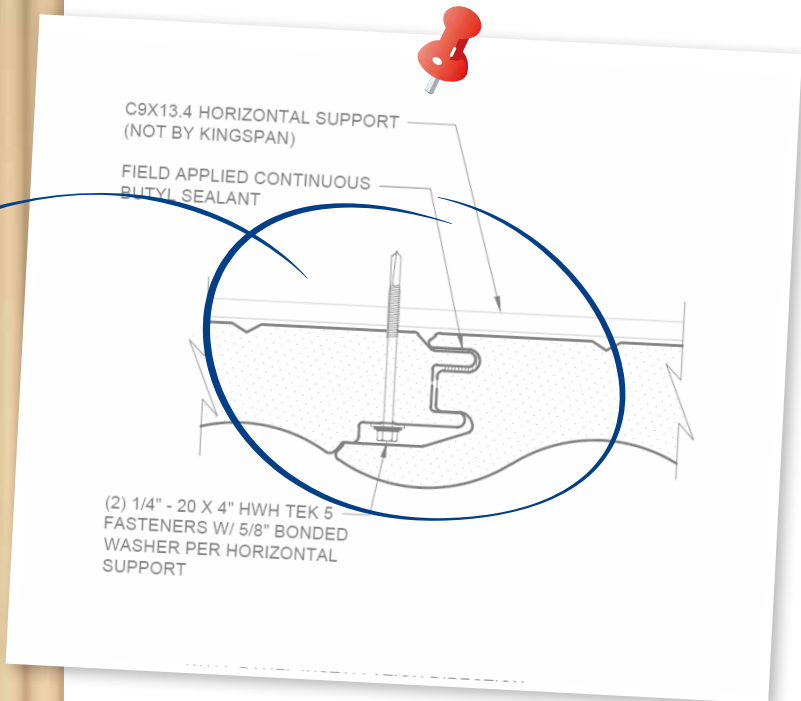 C9X13.4 HORIZONTAL SUPPORT
(NOT BY KINGSPAN)
FIELD APPLIED CONTINUOUS
BUTYL SEALANT
(2) 1/4" - 20 X 4" HWH TEK 5
FASTENERS W/ 5/8" BONDED
WASHER PER HORIZONTAL
SUPPORT